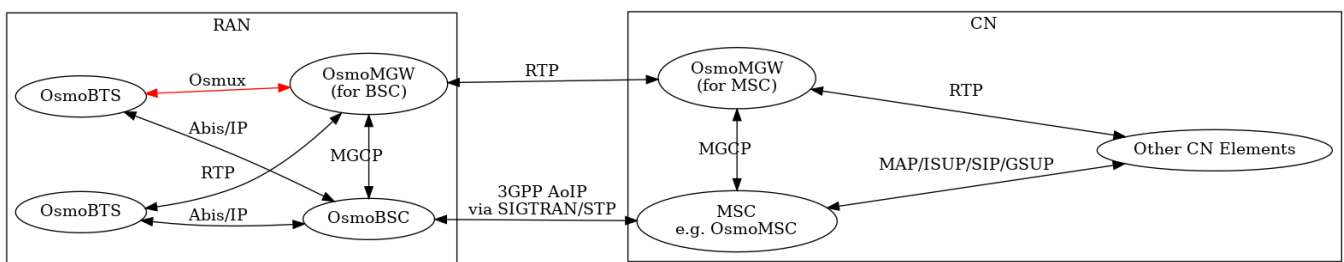 RAN
CN
OsmoBTS
Osmux
OsmoMGW
(for BSC)
RTP
OsmoMGW
(for MSC)
RTP
Abis/IP
MGCP
MGCP
Other CN Elements
RTP
MAP/ISUP/SIP/GSUP
OsmoBTS
Abis/IP
OsmoBSC
3GPP AoIP
via SIGTRAN/STP
MSC
e.g. OsmoMSC